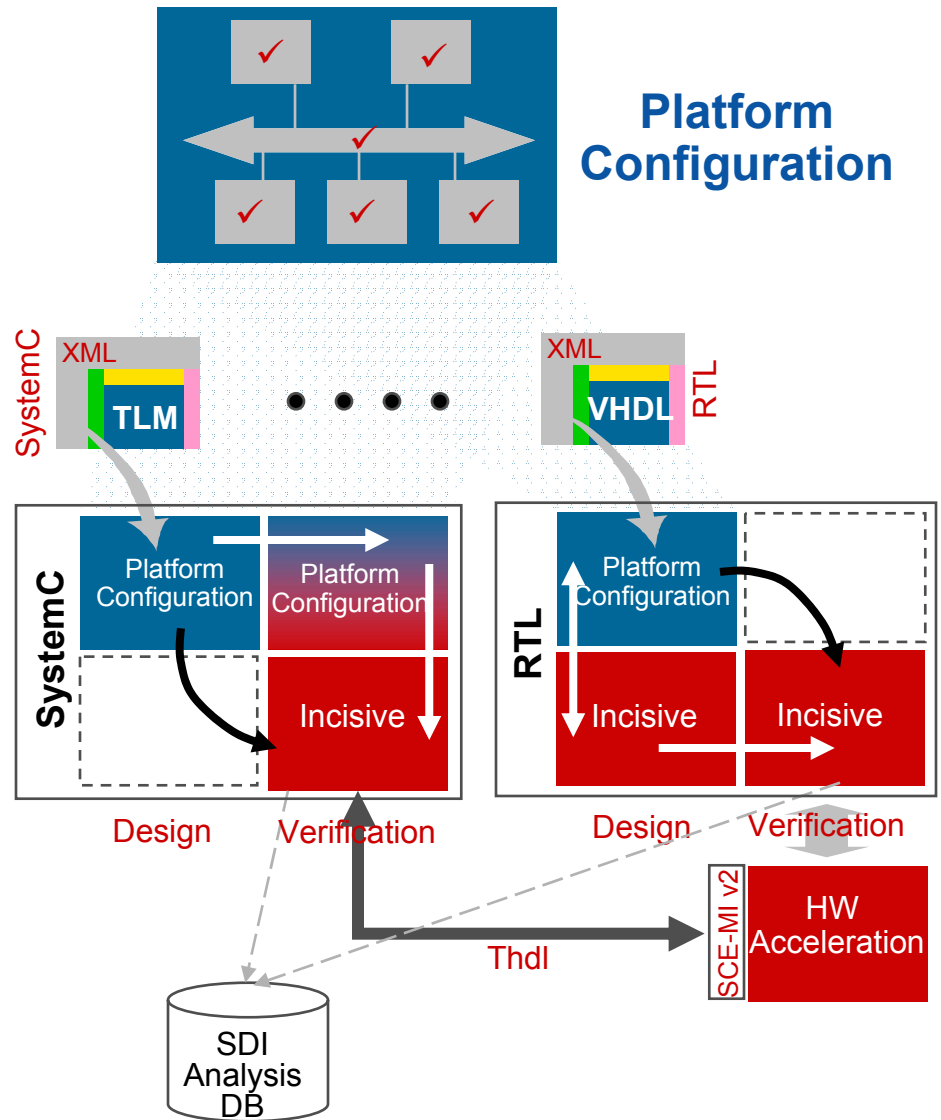 Platform
Configuration
SystemC
XML
TLM
XML
VHDL
RTL
SystemC
Platform
Configuration
Platform
Configuration
Incisive
Design
Verification
RTL
Platform
Configuration
Incisive
Incisive
Design
Verification
Thdl
SCE-MI v2
HW
Acceleration
SDI
Analysis
DB